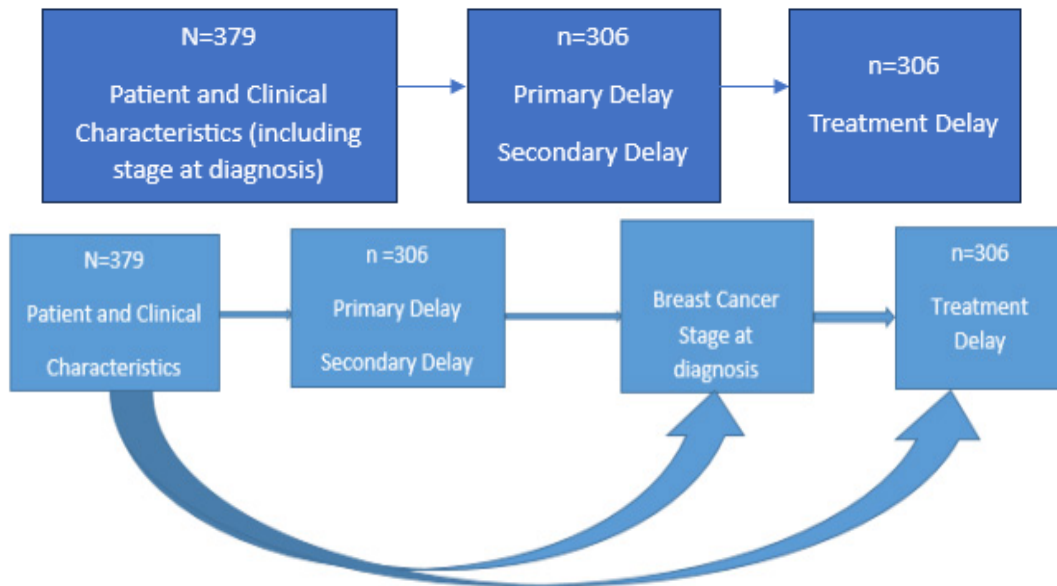 N=379
Patient and Clinical
Characteristics (including
stage at diagnosis)
n=306
Primary Delay
Secondary Delay
n=306
Treatment Delay
N=379
Patient and Clinical
Characteristics
n =306
Primary Delay
Secondary Delay
Breast Cancer
Stage at
diagnosis
n=306
Treatment
Delay